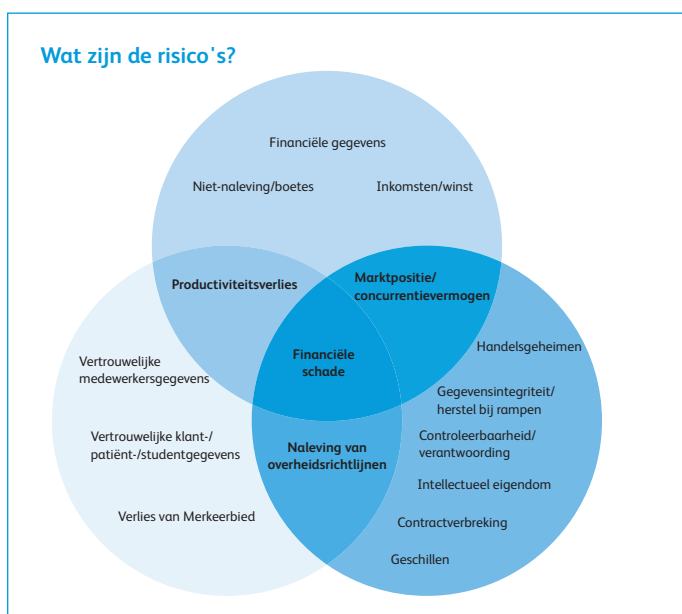 Wat zijn de risico's?
Financiële gegevens
Niet-naleving/boetes
Inkomsten/winst
Productiviteitsverlies
Marktpositie/
concurrentievermogen
Financiële
schade
Handelsgeheimen
Vertrouwelijke
medewerkersgegevens
Gegevensintegriteit/
herstel bij rampen
Vertrouwelijke klant-/
patiënt-/studentgegevens
Naleving van
overheidsrichtlijnen
Controleerbaarheid/
verantwoording
Intellectueel eigendom
Verlies van Merkeerbied
Contractverbreking
Geschillen